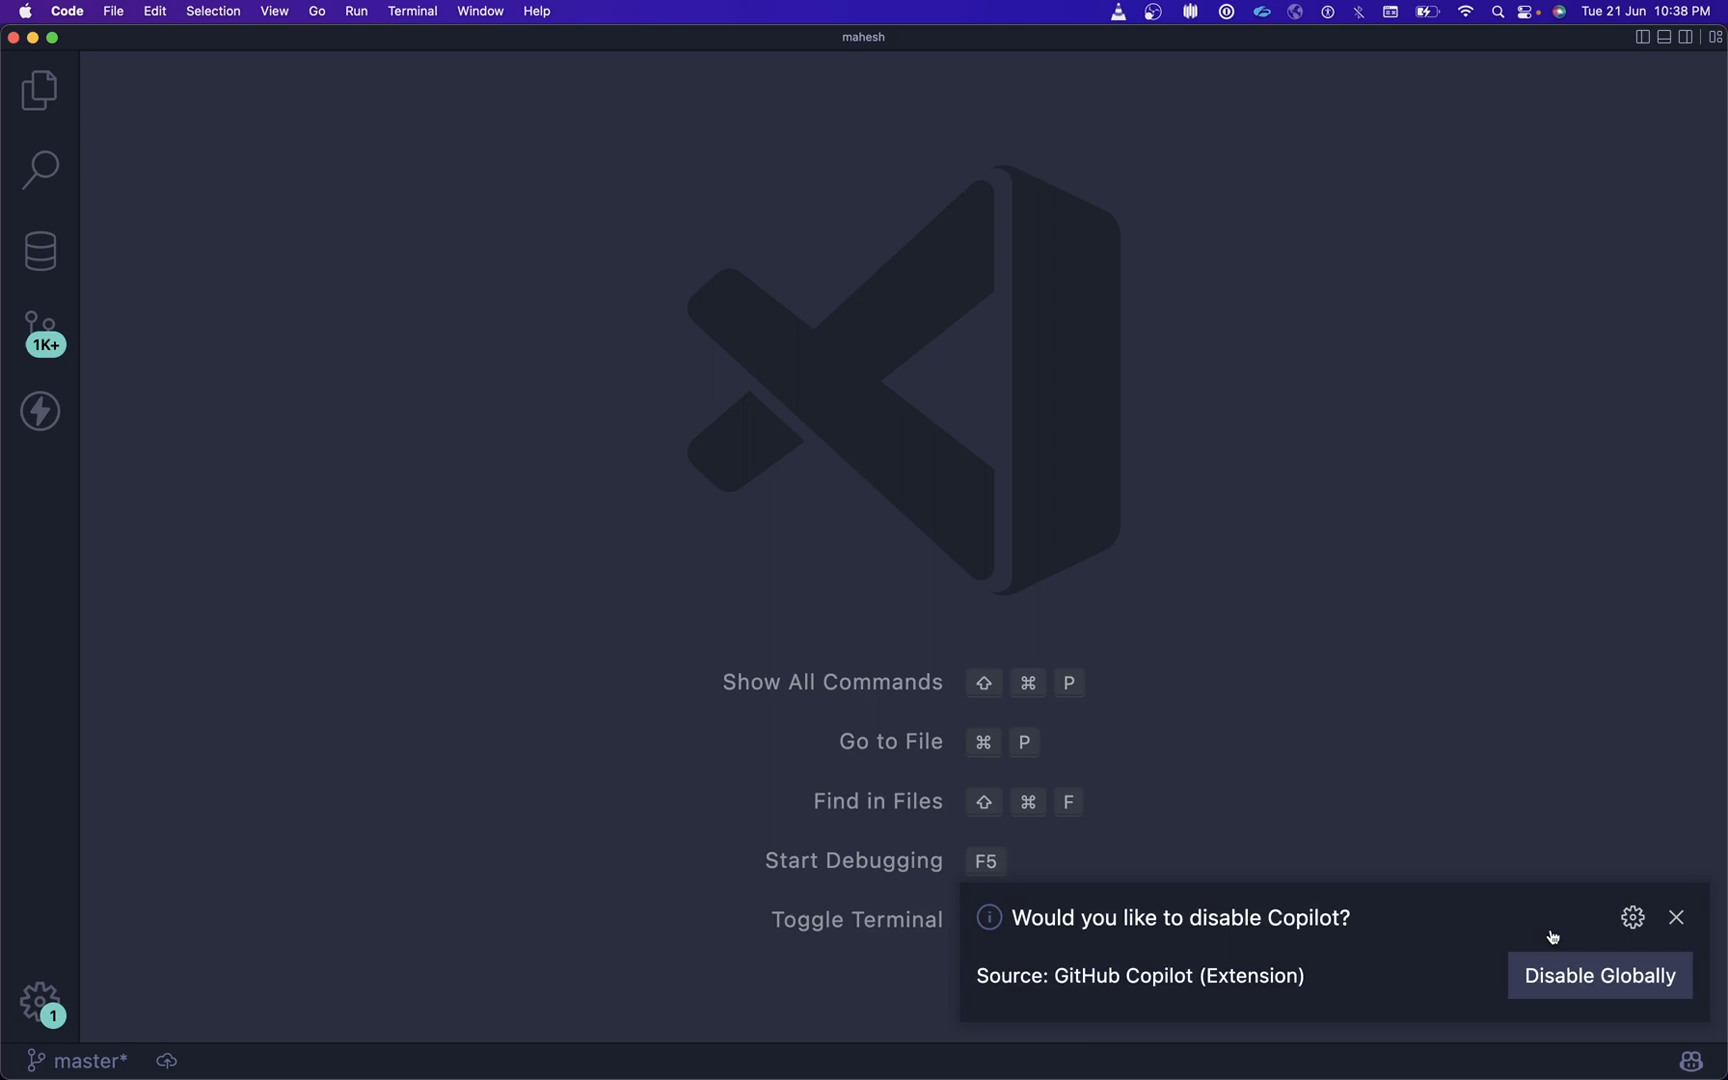 Code File Edit Selection View Go Run Terminal Window Help Tue 21 Jun 10:38 PM
mahesh
1K+
Show All Commands ⇧ ⌘ P
Go to File ⌘ P
Find in Files ⇧ ⌘ F
Start Debugging F5
Toggle Terminal
Would you like to disable Copilot?
Source: GitHub Copilot (Extension) Disable Globally
1
master*